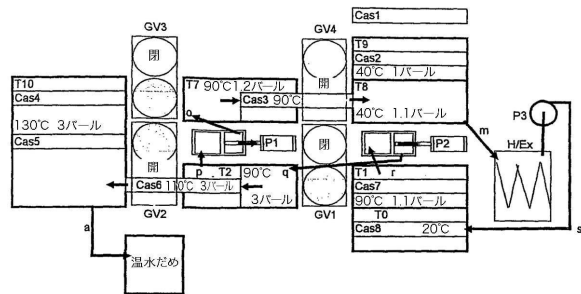 Cas1
GV3
GV4
閉
開
T9
Cas2
40℃ 1バール
T8
40℃ 1.1バール
T7 90℃1.2バール
Cas3 90℃
o
T10
Cas4
130℃ 3バール
Cas5
P1
P2
P3
m
H/Ex
開
閉
p
T2
90℃
q
3バール
Cas6 110℃ 3バール
GV2
GV1
r
T1
Cas7
90℃ 1.1バール
T0
Cas8 20℃
s
a
温水だめ